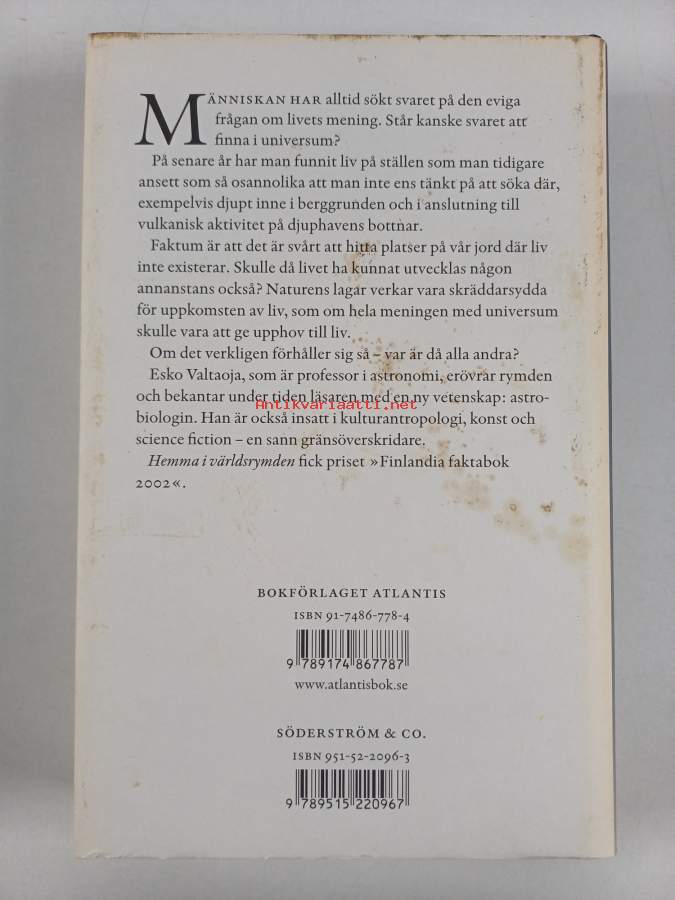 MÄNNISKAN HAR alltid sökt svaret på den eviga
frågan om livets mening. Står kanske svaret att
finna i universum?
På senare år har man funnit liv på ställen som man tidigare
ansett som så osannolika att man inte ens tänkt på att söka där,
exempelvis djupt inne i berggrunden och i anslutning till
vulkanisk aktivitet på djuphavens bottnar.
Faktum är att det är svårt att hitta platser på vår jord där liv
inte existerar. Skulle då livet ha kunnat utvecklas någon
annanstans också? Naturens lagar verkar vara skräddarsydda
för uppkomsten av liv, som om hela meningen med universum
skulle vara att ge upphov till liv.
Om det verkligen förhåller sig så – var är då alla andra?
Esko Valtaoja, som är professor i astronomi, erövrar rymden
och bekantar under tiden läsaren med en ny vetenskap: astro-
Antikvariaatti.net
biologin. Han är också insatt i kulturantropologi, konst och
science fiction – en sann gränsöverskridare.
Hemma i världsrymden fick priset »Finlandia faktabok
2002«.
BOKFÖRLAGET ATLANTIS
ISBN 91-7486-778-4
9 789174 867787
www.atlantisbok.se
SÖDERSTRÖM & CO.
ISBN 951-52-2096-3
9 789515 220967